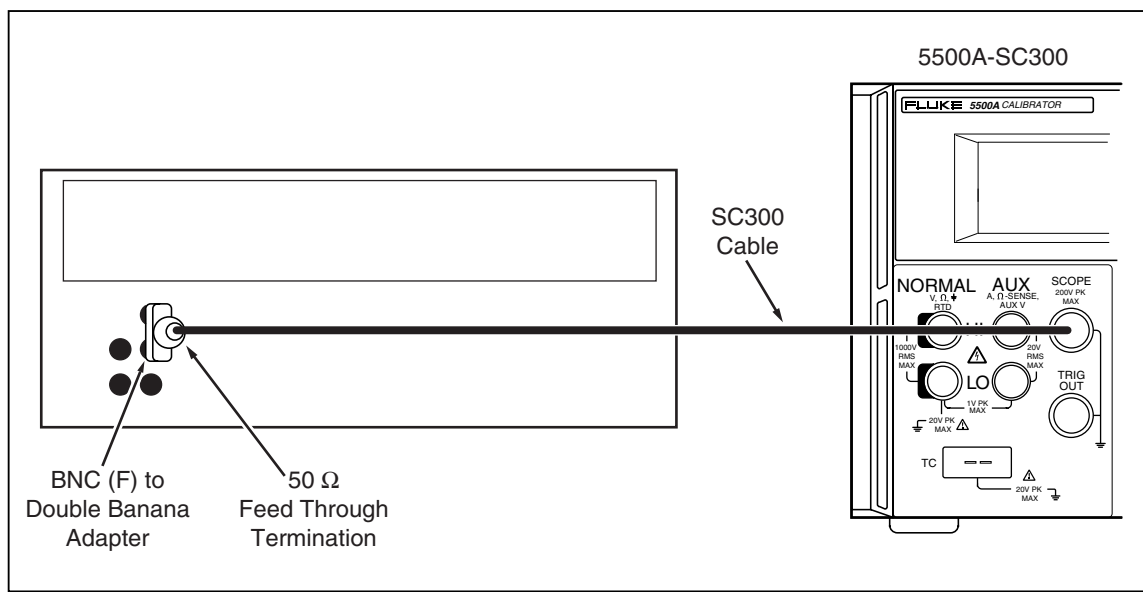 5500A-SC300
FLUKE 5500A CALIBRATOR
SC300
Cable
NORMAL
V, Ω,
RTD
AUX
A, Ω-SENSE,
AUX V
SCOPE
200V PK
MAX
HI
1000V
RMS
MAX
20V
RMS
MAX
LO
TRIG
OUT
1V PK
MAX
20V PK
MAX
TC
20V PK
MAX
BNC (F) to
Double Banana
Adapter
50 Ω
Feed Through
Termination